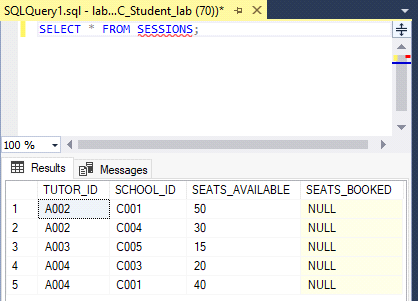 SQLQuery1.sql - lab...C_Student_lab (70))*
SELECT * FROM SESSIONS;
100 %
Results Messages
TUTOR_ID SCHOOL_ID SEATS_AVAILABLE SEATS_BOOKED
1 A002 C001 50 NULL
2 A002 C004 30 NULL
3 A003 C005 15 NULL
4 A004 C003 20 NULL
5 A004 C001 40 NULL